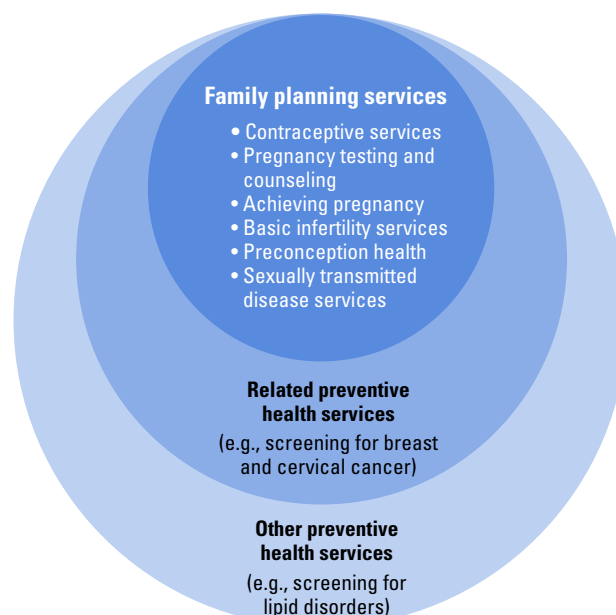 Family planning services
• Contraceptive services
• Pregnancy testing and
counseling
• Achieving pregnancy
• Basic infertility services
• Preconception health
• Sexually transmitted
disease services
Related preventive
health services
(e.g., screening for breast
and cervical cancer)
Other preventive
health services
(e.g., screening for
lipid disorders)